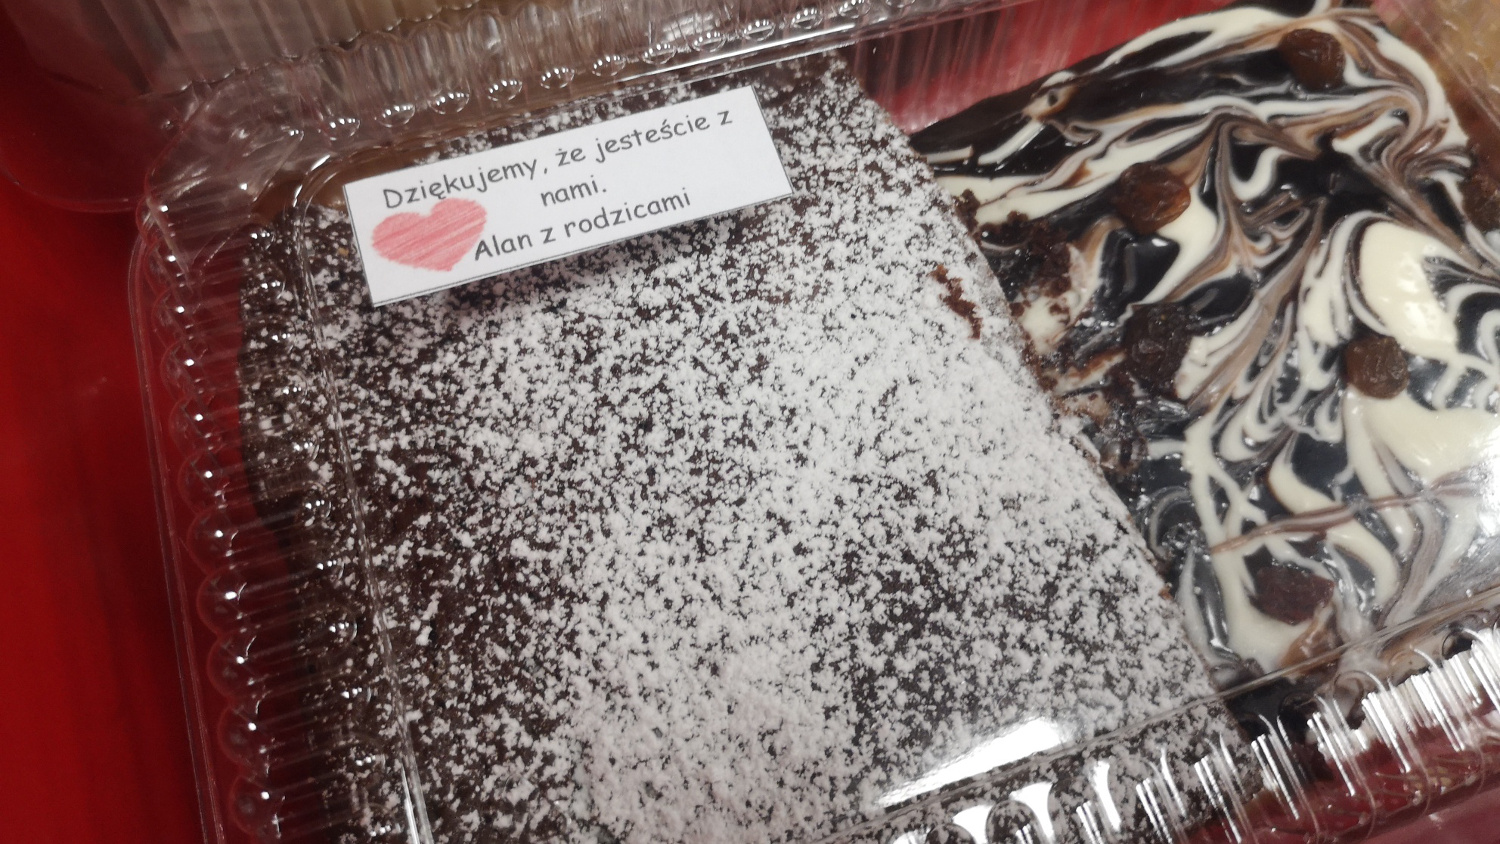 Dziękujemy, że jesteście z
nami.
Alan z rodzicami